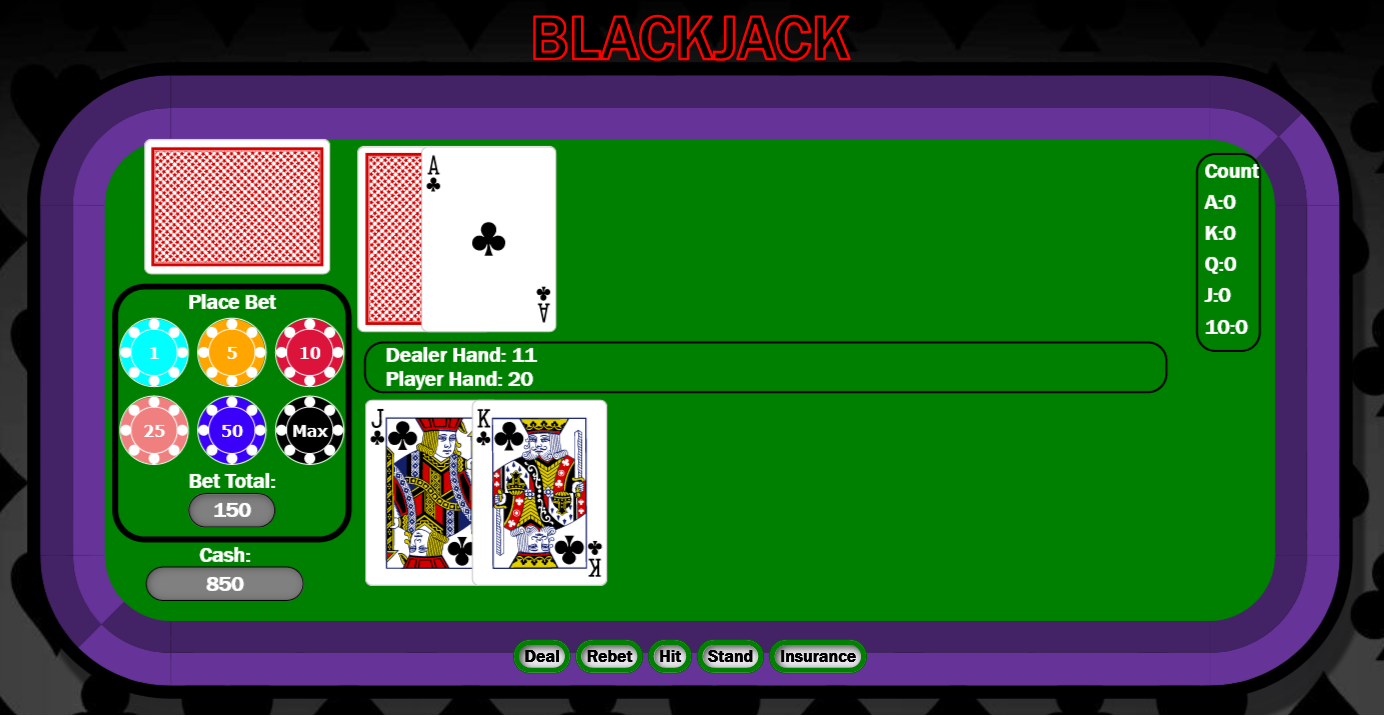 BLACKJACK
A
A
Count
A:0
K:0
Q:0
J:0
10:0
Place Bet
1 5 10
25 50 Max
Bet Total:
150
Cash:
850
Dealer Hand: 11
Player Hand: 20
J K
K
Deal Rebet Hit Stand Insurance